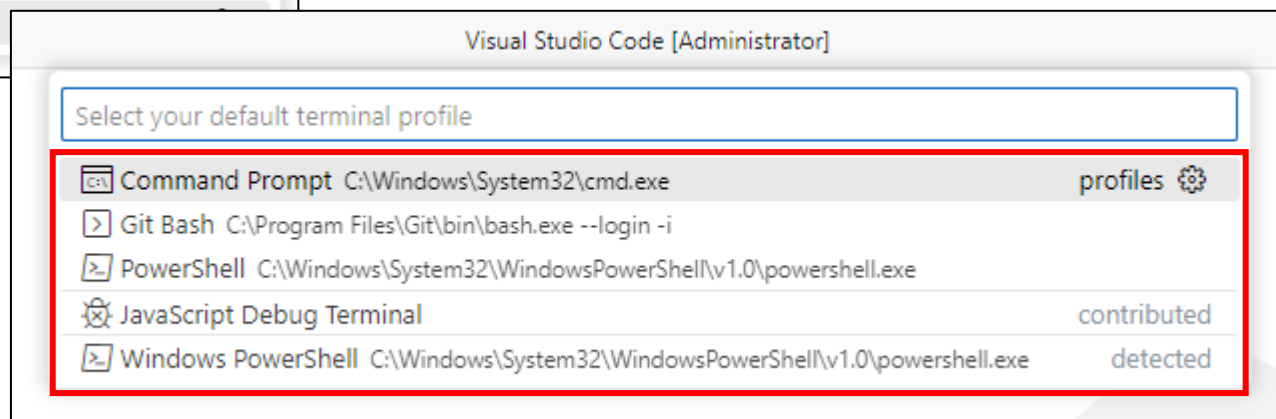 Visual Studio Code [Administrator]
Select your default terminal profile
Command Prompt C:\Windows\System32\cmd.exe profiles
Git Bash C:\Program Files\Git\bin\bash.exe --login -i
PowerShell C:\Windows\System32\WindowsPowerShell\v1.0\powershell.exe
JavaScript Debug Terminal contributed
Windows PowerShell C:\Windows\System32\WindowsPowerShell\v1.0\powershell.exe detected